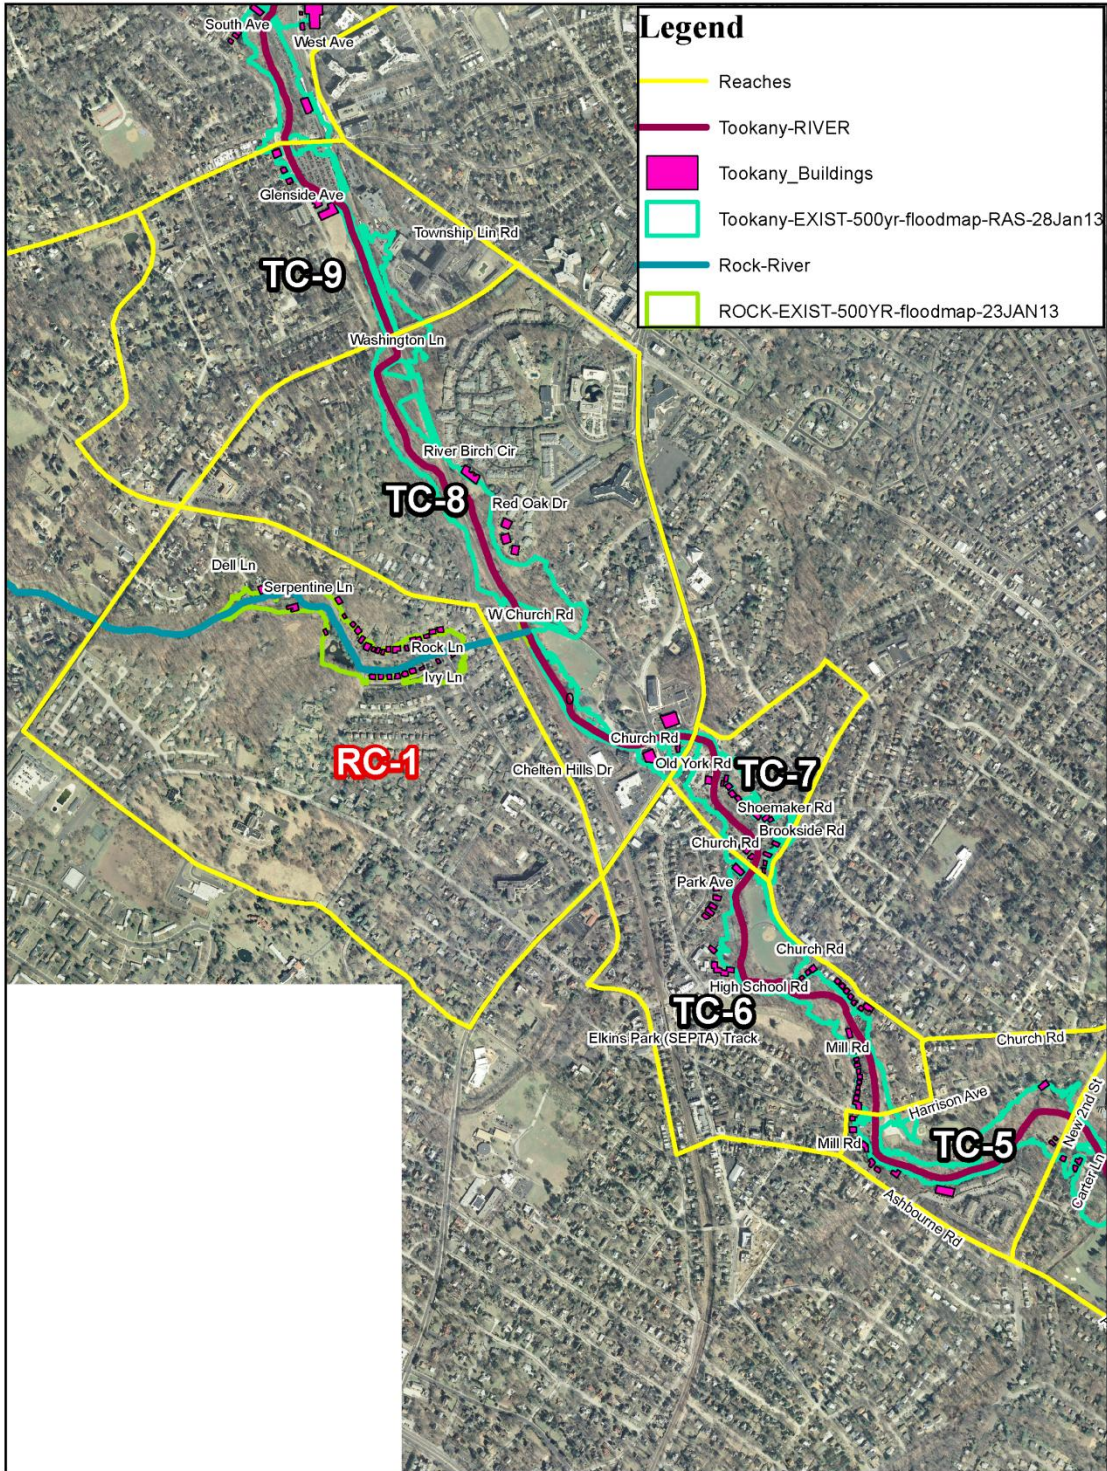 South Ave
West Ave
Legend
Reaches
Tookany-RIVER
Tookany_Buildings
Tookany-EXIST-500yr-floodmap-RAS-28Jan13
Rock-River
ROCK-EXIST-500YR-floodmap-23JAN13
Glenside Ave
Township Lin Rd
TC-9
Washington Ln
River Birch Cir
TC-8
Red Oak Dr
Dell Ln
Serpentine Ln
W Church Rd
Rock Ln
Ivy Ln
RC-1
Church Rd
Old York Rd
Chelten Hills Dr
TC-7
Shoemaker Rd
Brookside Rd
Church Rd
Park Ave
Church Rd
High School Rd
TC-6
Elkins Park (SEPTA) Track
Mill Rd
Church Rd
Harrison Ave
New 2nd St
Mill Rd
TC-5
Carter Ln
Ashbourne Rd